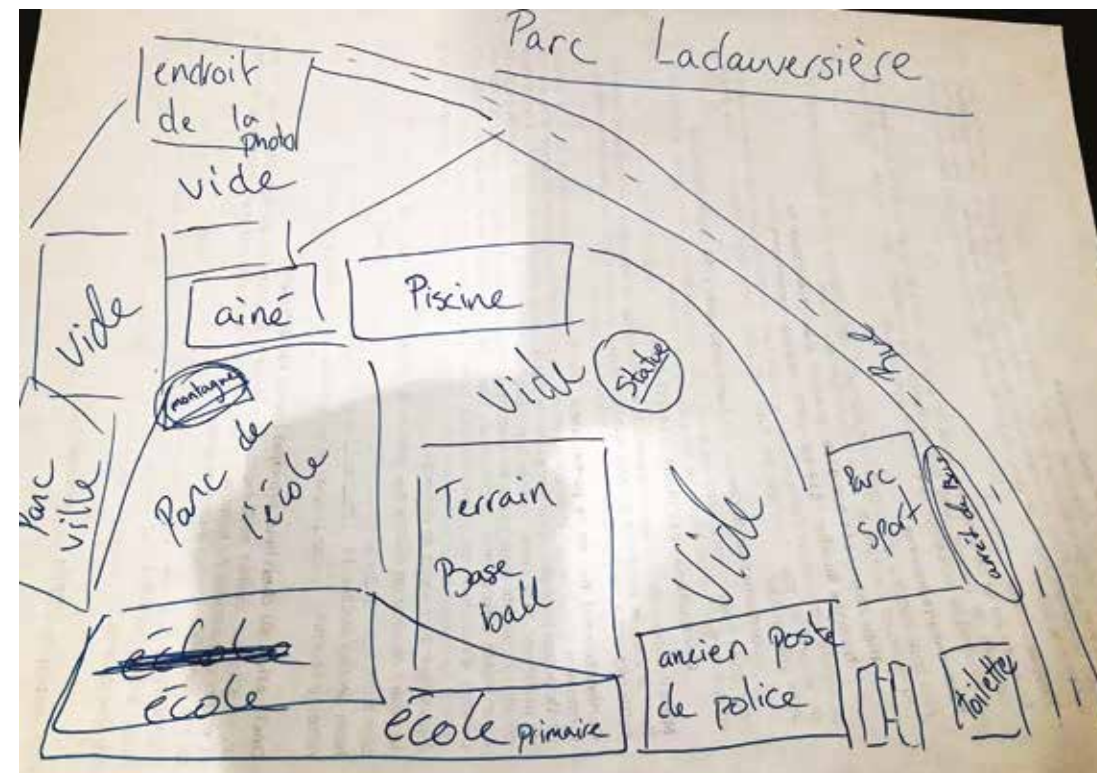 Parc Ladauversière
endroit
de la
photo
vide
vide
ainé
Piscine
montagne
vide
Statue
Rue
Parc
ville
Parc de
l'école
Terrain
Base
ball
Vide
Parc
Sport
arrêt de Bus
école
école
école primaire
ancien poste
de police
Toilette